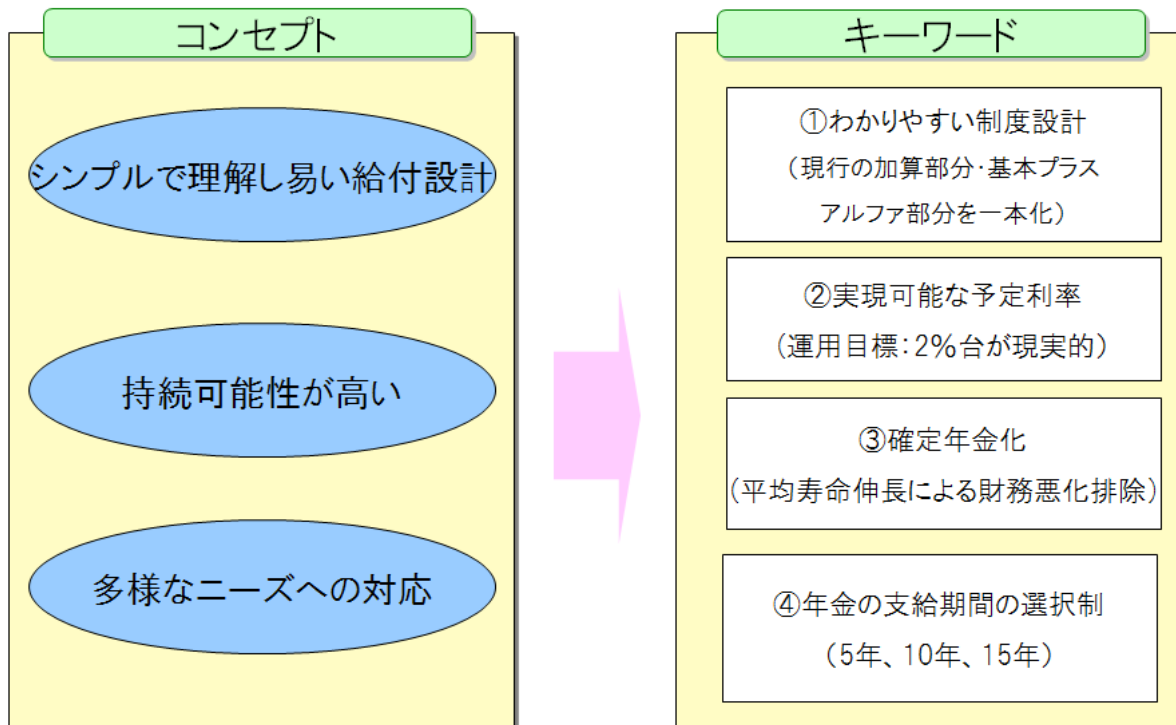 コンセプト
シンプルで理解し易い給付設計
持続可能性が高い
多様なニーズへの対応
キーワード
①わかりやすい制度設計
（現行の加算部分・基本プラス
アルファ部分を一本化）
②実現可能な予定利率
（運用目標：2％台が現実的）
③確定年金化
（平均寿命伸長による財務悪化排除）
④年金の支給期間の選択制
（5年、10年、15年）